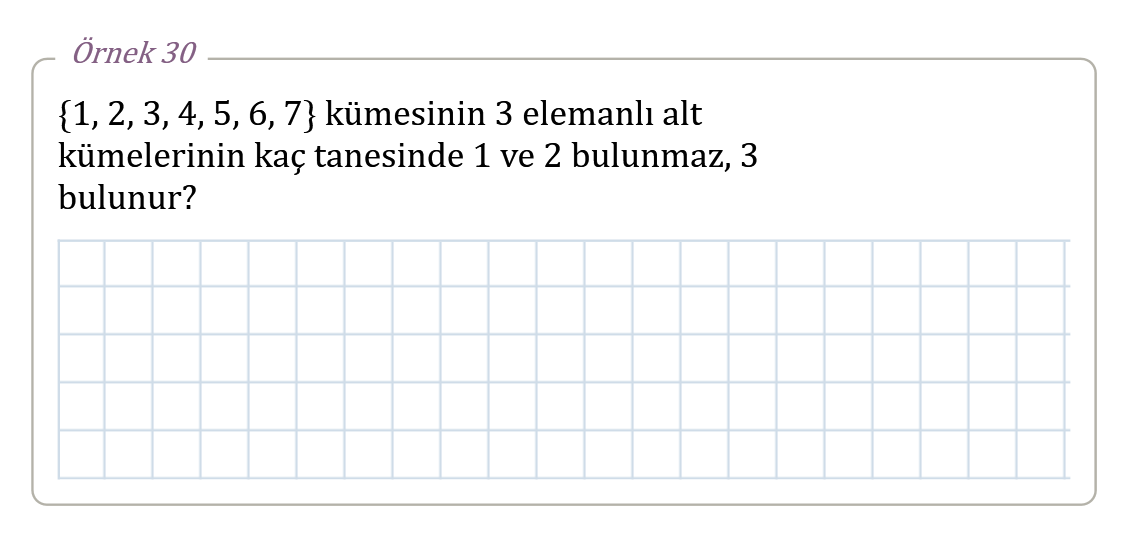 Örnek 30
{1, 2, 3, 4, 5, 6, 7} kümesinin 3 elemanlı alt
kümelerinin kaç tanesinde 1 ve 2 bulunmaz, 3
bulunur?